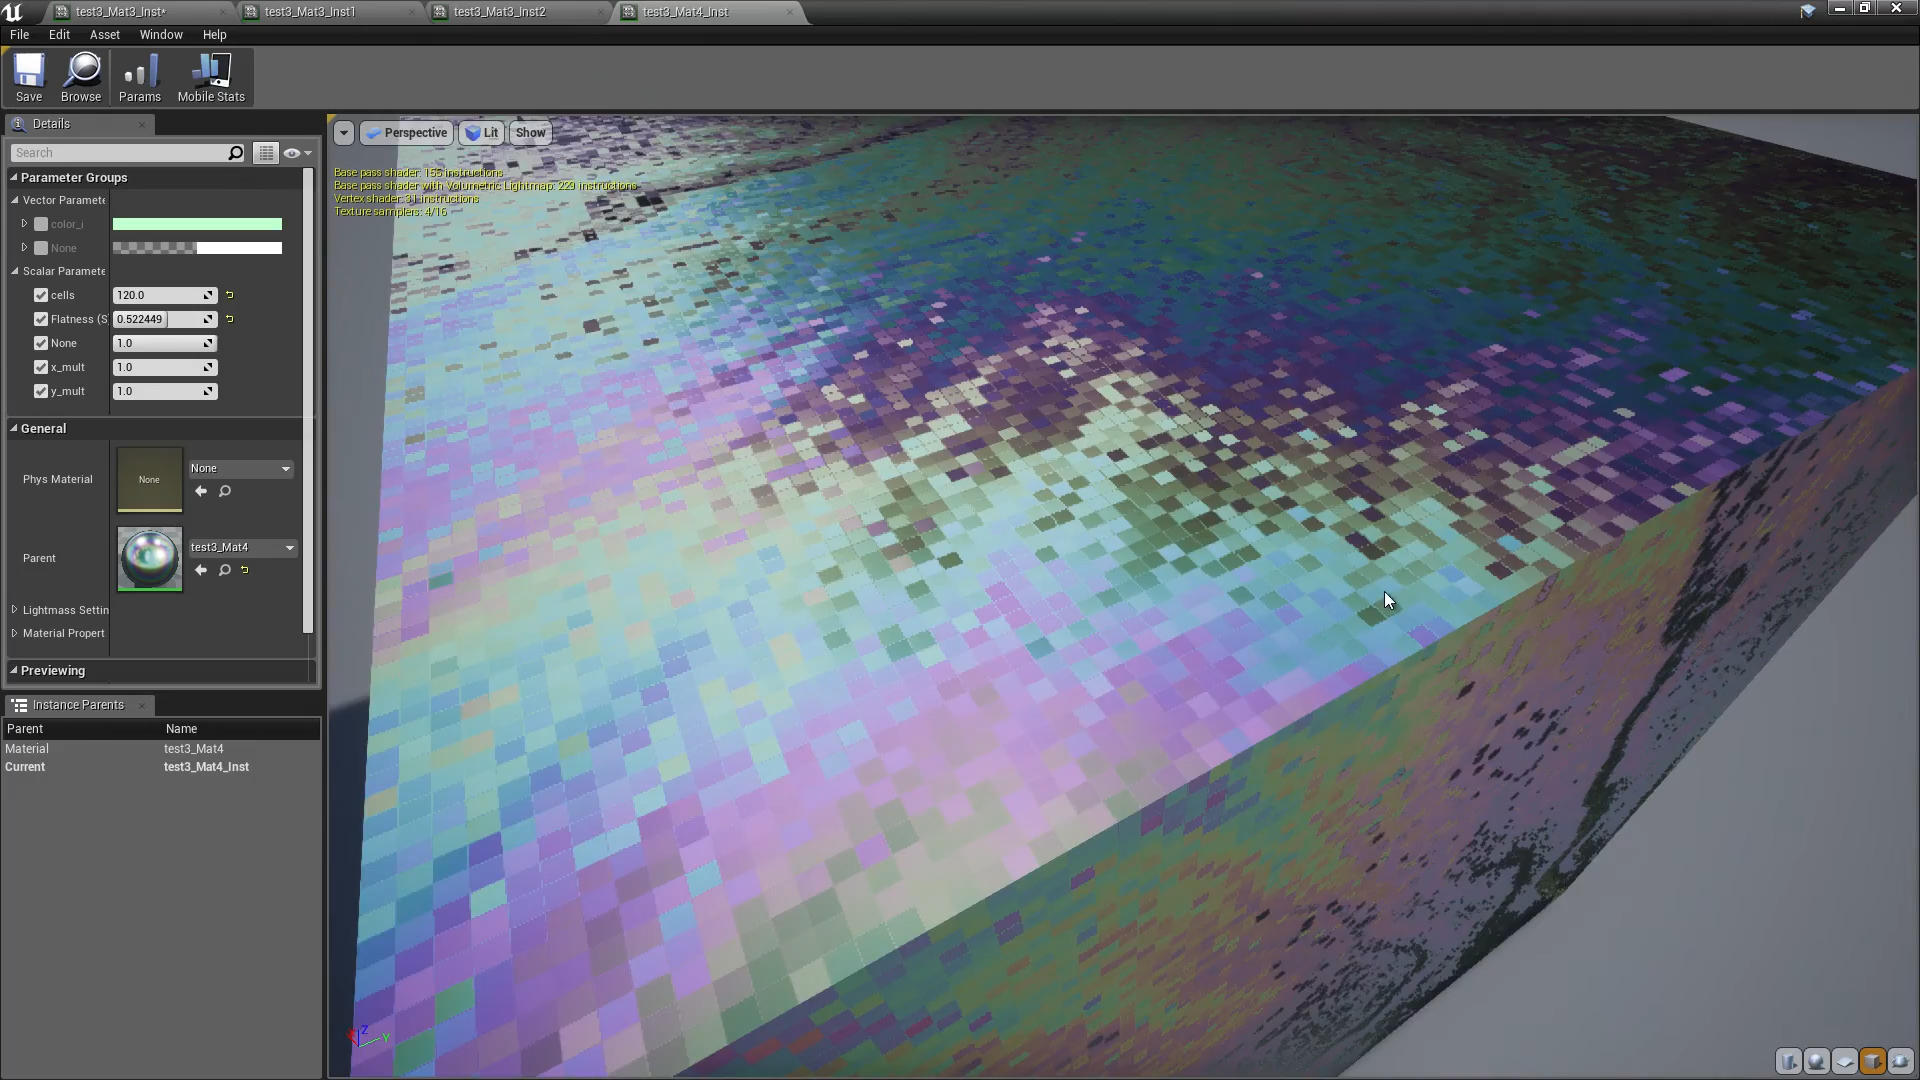 test3_Mat3_Inst*
test3_Mat3_Inst1
test3_Mat3_Inst2
test3_Mat4_Inst
File
Edit
Asset
Window
Help
Save
Browse
Params
Mobile Stats
Details
Search
Perspective
Lit
Show
Base pass shader: 155 instructions
Base pass shader with Volumetric Lightmap: 229 instructions
Vertex shader: 31 instructions
Texture samplers: 4/16
Parameter Groups
Vector Paramete
color_i
None
Scalar Paramete
cells
120.0
Flatness (S
0.522449
None
1.0
x_mult
1.0
y_mult
1.0
General
Phys Material
None
None
Parent
test3_Mat4
Lightmass Settin
Material Propert
Previewing
Instance Parents
Parent
Name
Material
test3_Mat4
Current
test3_Mat4_Inst
Z
Y